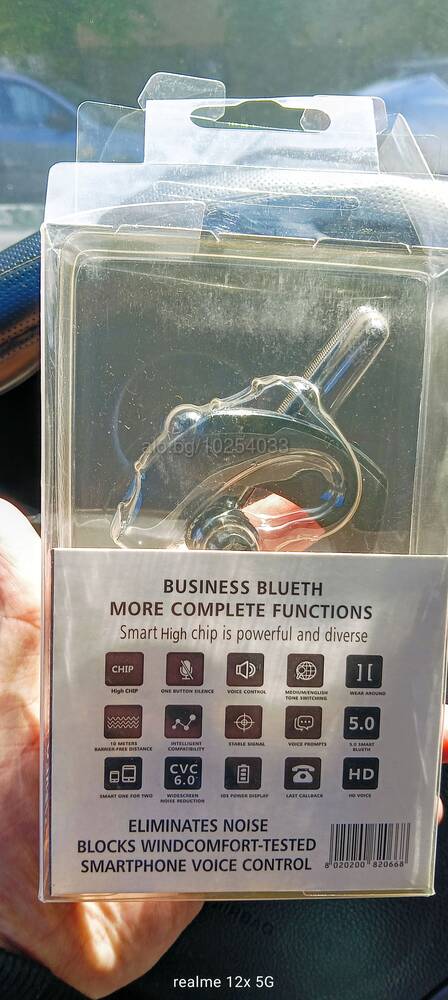 alo.bg/10254033
BUSINESS BLUETH
MORE COMPLETE FUNCTIONS
Smart High chip is powerful and diverse
CHIP
High CHIP
ONE BUTTON SILENCE
VOICE CONTROL
MEDIUM/ENGLISH
TONE SWITCHING
WEAR AROUND
10 METERS
BARRIER-FREE DISTANCE
INTELLIGENT
COMPATIBILITY
STABLE SIGNAL
VOICE PROMPTS
5.0
5.0 SMART
BLUETH
SMART ONE FOR TWO
CVC
6.0
WIDESCREEN
NOISE REDUCTION
IOS POWER DISPLAY
LAST CALLBACK
HD
HD VOICE
ELIMINATES NOISE
BLOCKS WINDCOMFORT-TESTED
SMARTPHONE VOICE CONTROL
8 020200 820668
AIRBAG
realme 12x 5G